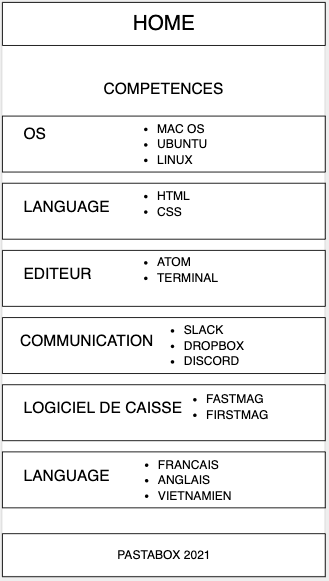 HOME
COMPETENCES
OS
• MAC OS
• UBUNTU
• LINUX
LANGUAGE
• HTML
• CSS
EDITEUR
• ATOM
• TERMINAL
COMMUNICATION
• SLACK
• DROPBOX
• DISCORD
LOGICIEL DE CAISSE
• FASTMAG
• FIRSTMAG
LANGUAGE
• FRANCAIS
• ANGLAIS
• VIETNAMIEN
PASTABOX 2021